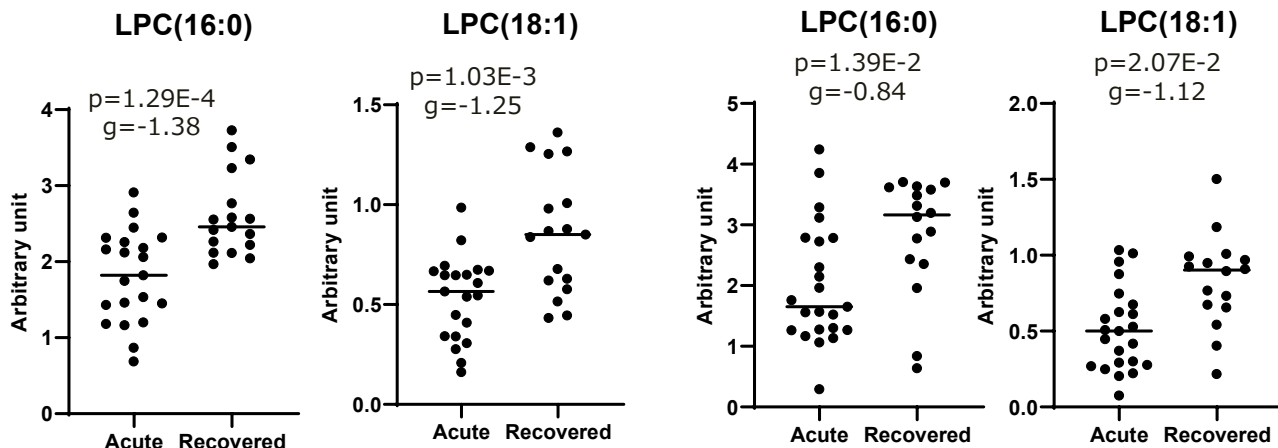 LPC(16:0)
p=1.29E-4
g=-1.38
Arbitrary unit
4
3
2
1
0
Acute Recovered
LPC(18:1)
p=1.03E-3
g=-1.25
Arbitrary unit
1.5
1.0
0.5
0.0
Acute Recovered
LPC(16:0)
p=1.39E-2
g=-0.84
Arbitrary unit
5
4
3
2
1
0
Acute Recovered
LPC(18:1)
p=2.07E-2
g=-1.12
Arbitrary unit
2.0
1.5
1.0
0.5
0.0
Acute Recovered